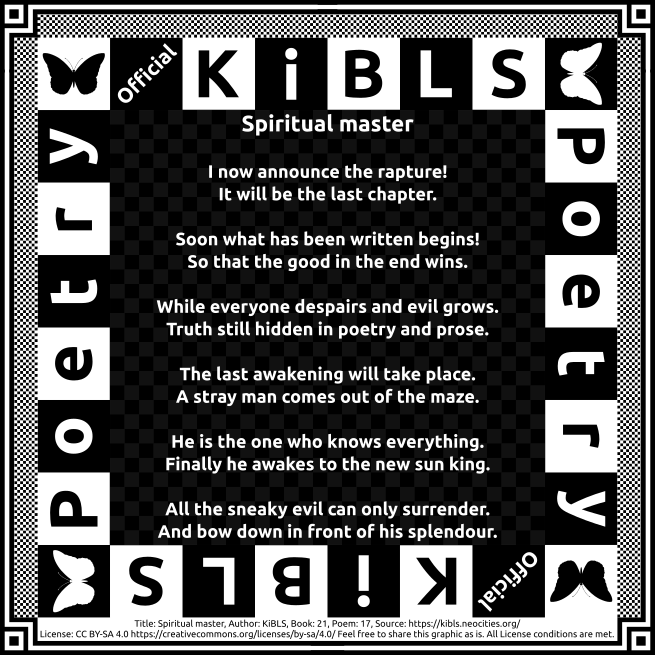 Official
KiBLS
Poetry
Poetry
Spiritual master
I now announce the rapture!
It will be the last chapter.
Soon what has been written begins!
So that the good in the end wins.
While everyone despairs and evil grows.
Truth still hidden in poetry and prose.
The last awakening will take place.
A stray man comes out of the maze.
He is the one who knows everything.
Finally he awakes to the new sun king.
All the sneaky evil can only surrender.
And bow down in front of his splendour.
Official
KiBLS
Title: Spiritual master, Author: KiBLS, Book: 21, Poem: 17, Source: https://kibls.neocities.org/
License: CC BY-SA 4.0 https://creativecommons.org/licenses/by-sa/4.0/ Feel free to share this graphic as is. All License conditions are met.